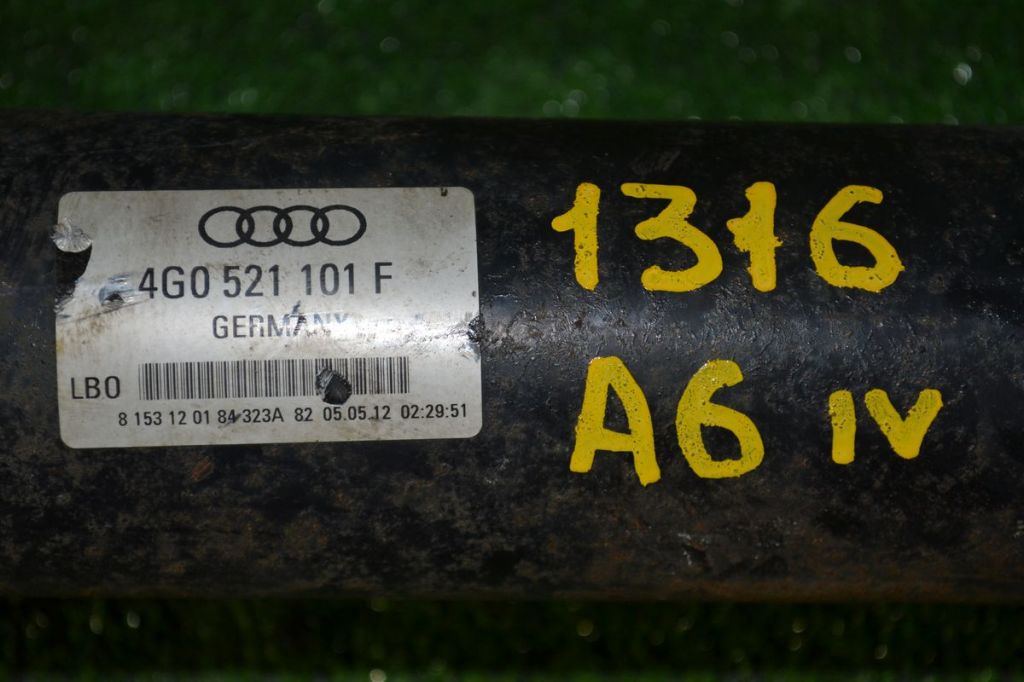 4G0 521 101 F
GERMANY
LB0
8 153 12 01 84 323A 82 05.05.12 02:29:51
1316
A6 IV